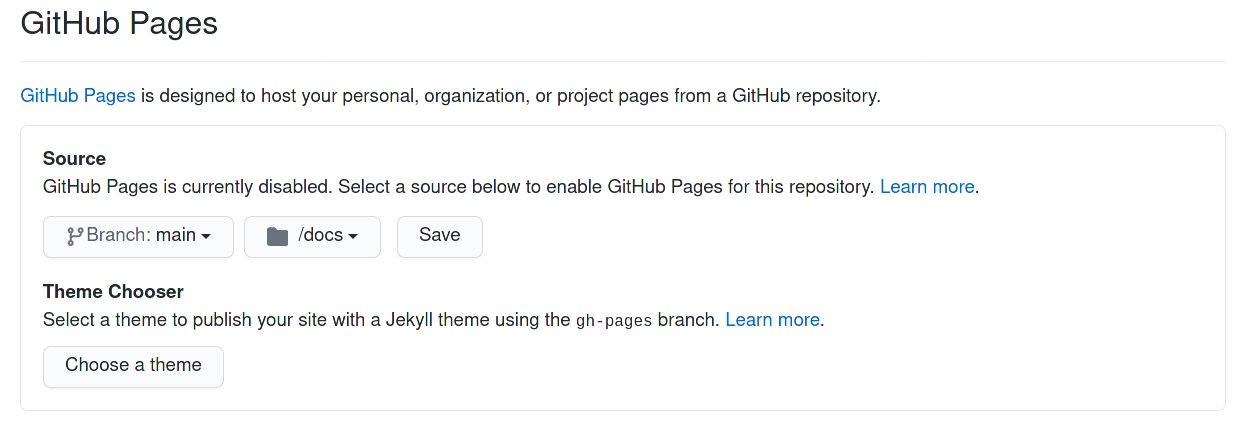 GitHub Pages
GitHub Pages is designed to host your personal, organization, or project pages from a GitHub repository.
Source
GitHub Pages is currently disabled. Select a source below to enable GitHub Pages for this repository. Learn more.
Branch: main /docs Save
Theme Chooser
Select a theme to publish your site with a Jekyll theme using the gh-pages branch. Learn more.
Choose a theme